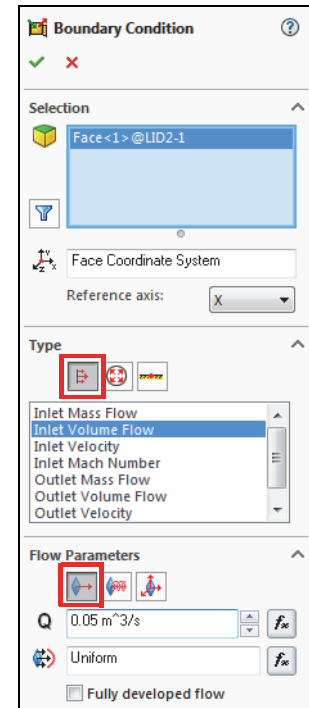 Boundary Condition
Selection
Face<1>@LID2-1
Face Coordinate System
Reference axis: X
Type
Inlet Mass Flow
Inlet Volume Flow
Inlet Velocity
Inlet Mach Number
Outlet Mass Flow
Outlet Volume Flow
Outlet Velocity
Flow Parameters
Q 0.05 m^3/s
Uniform
Fully developed flow